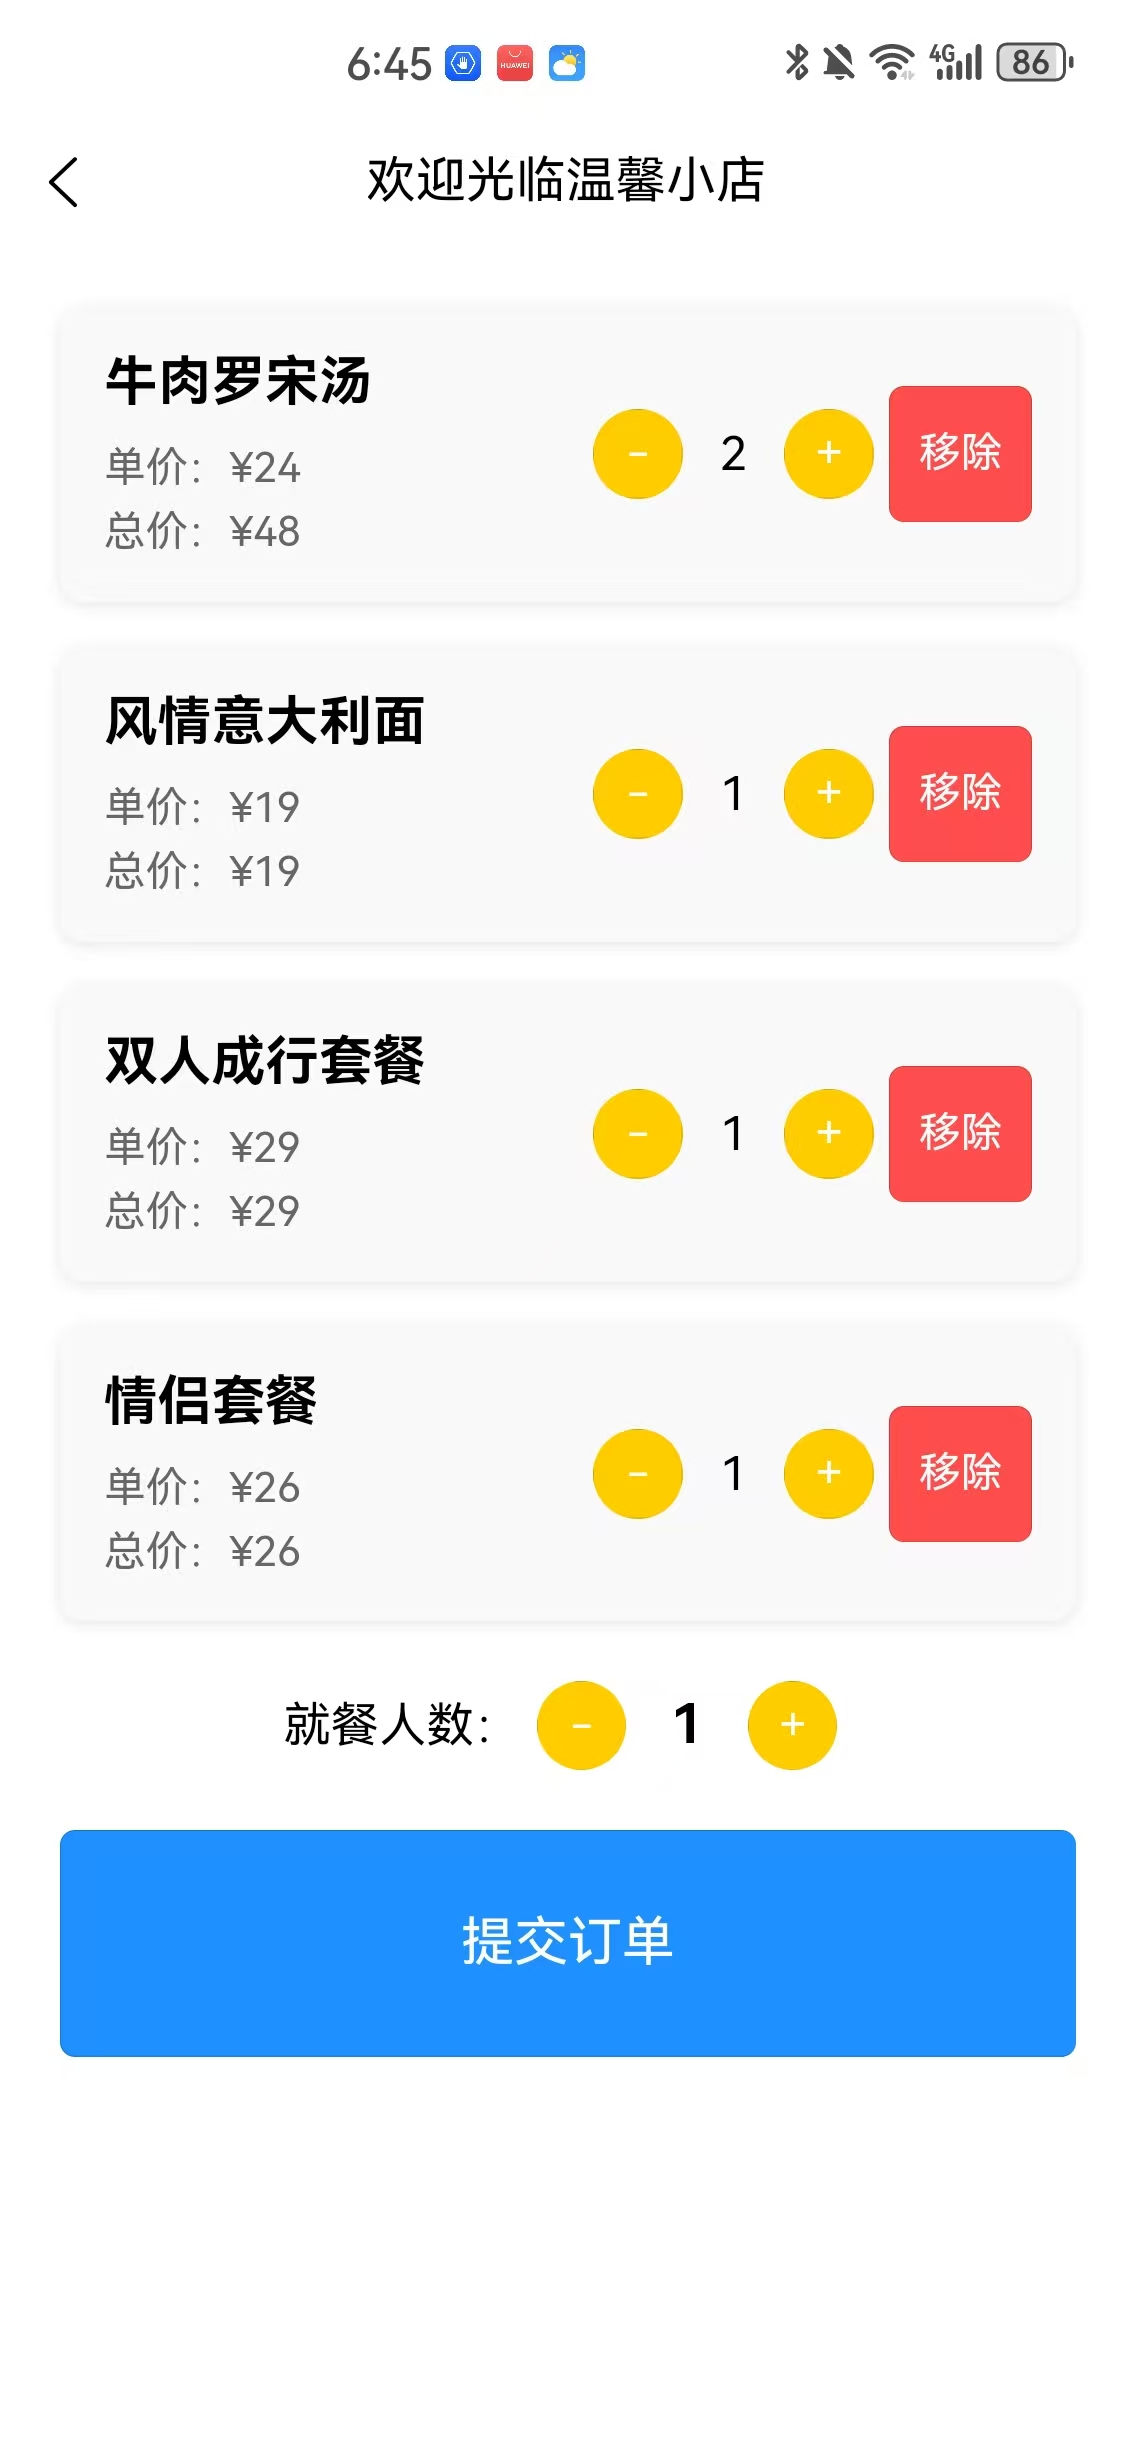 6:45 HUAWEI 4G 86
欢迎光临温馨小店
牛肉罗宋汤
单价：¥24
总价：¥48
- 2 + 移除
风情意大利面
单价：¥19
总价：¥19
- 1 + 移除
双人成行套餐
单价：¥29
总价：¥29
- 1 + 移除
情侣套餐
单价：¥26
总价：¥26
- 1 + 移除
就餐人数： - 1 +
提交订单